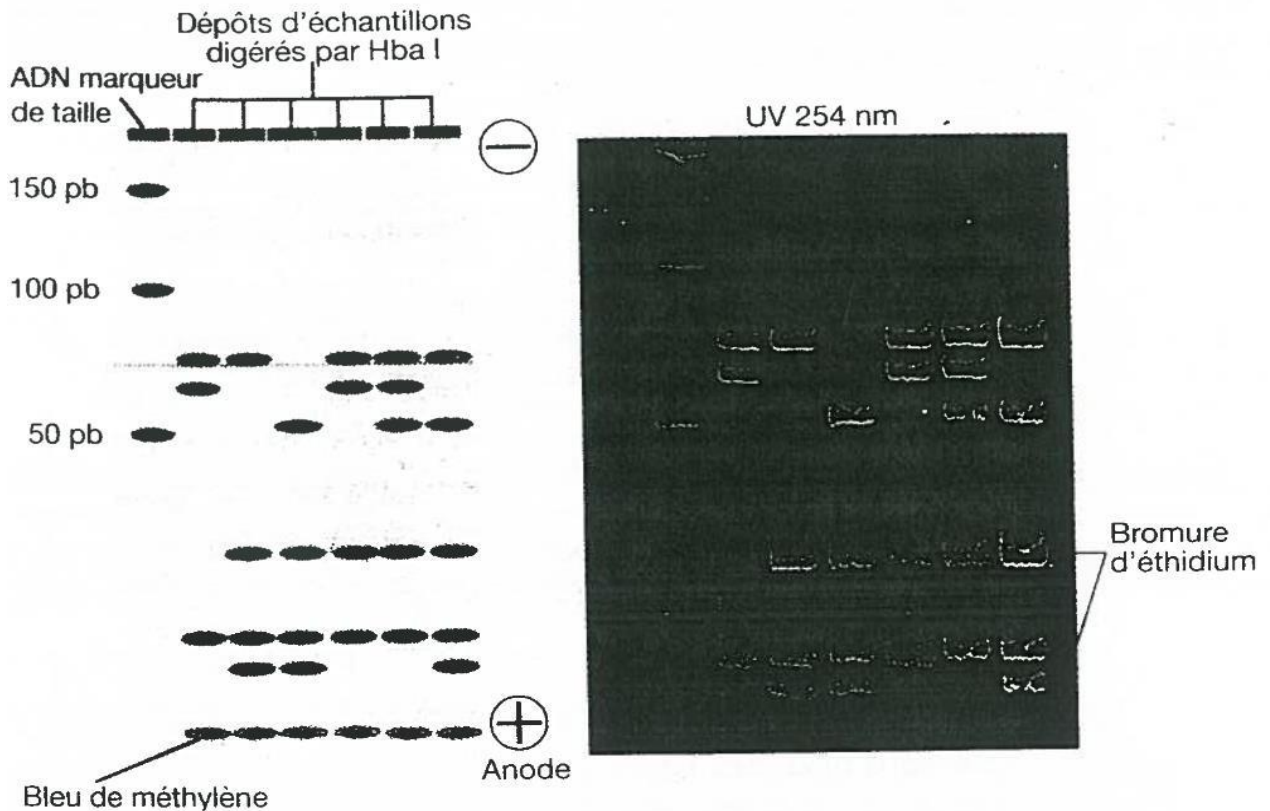 Dépôts d'échantillons
digérés par Hba I
ADN marqueur
de taille
150 pb
100 pb
50 pb
Bleu de méthylène
Anode
UV 254 nm
Bromure
d'éthidium